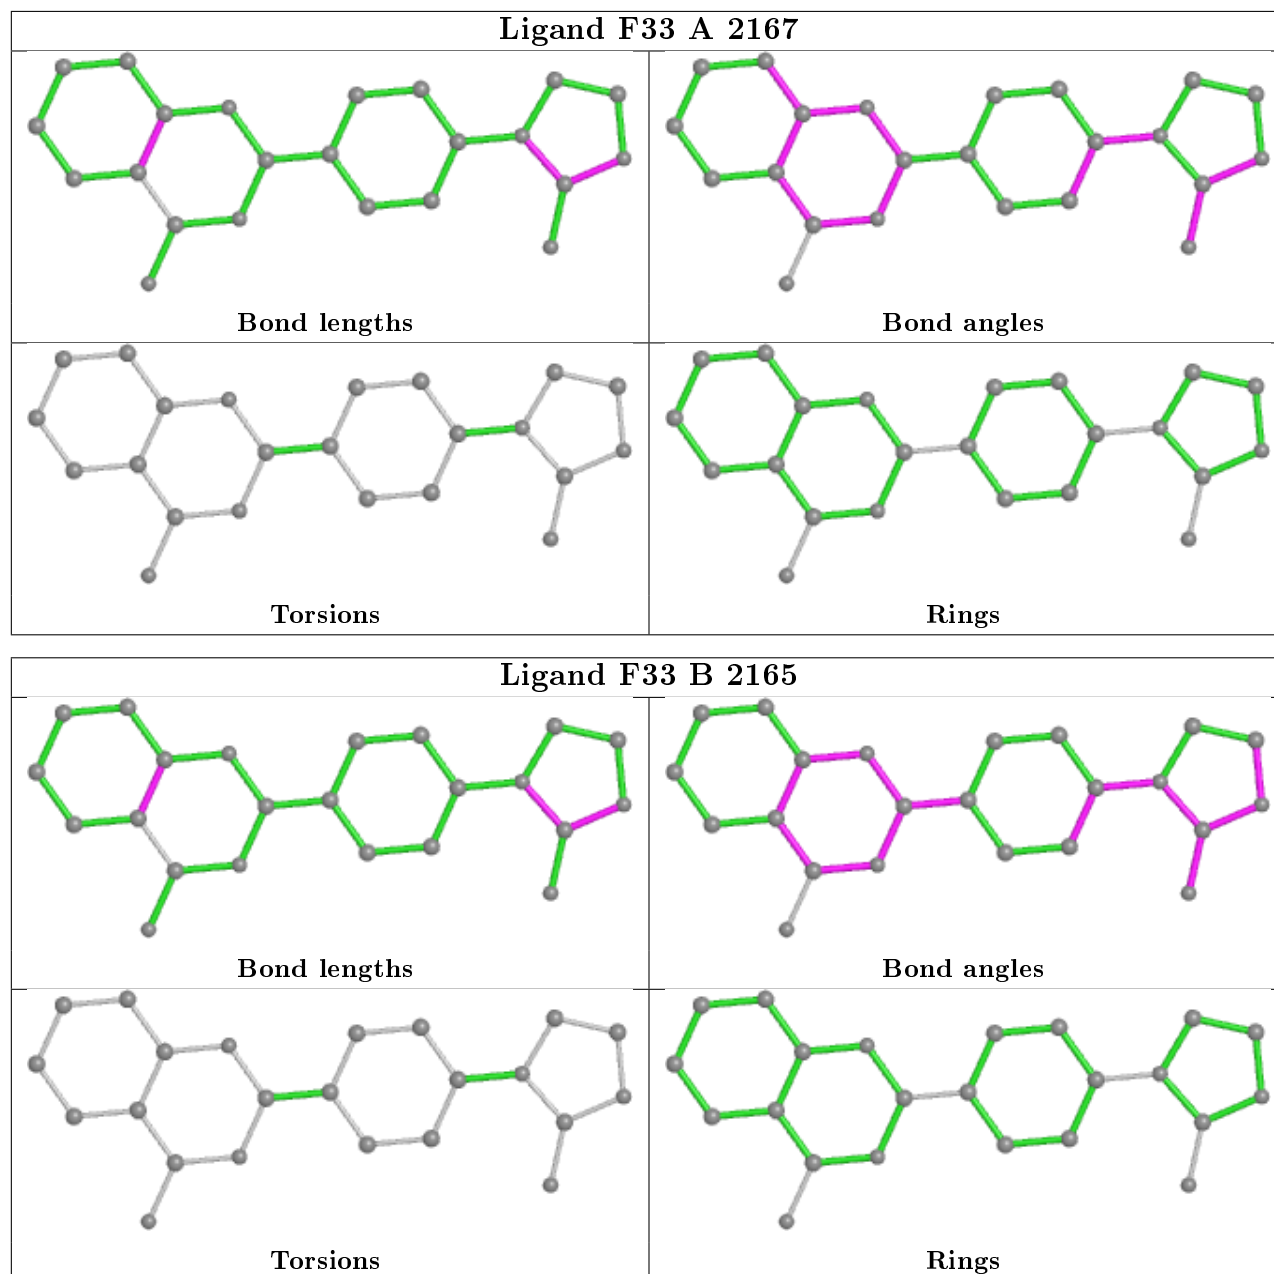 Ligand F33 A 2167
Bond lengths
Bond angles
Torsions
Rings
Ligand F33 B 2165
Bond lengths
Bond angles
Torsions
Rings